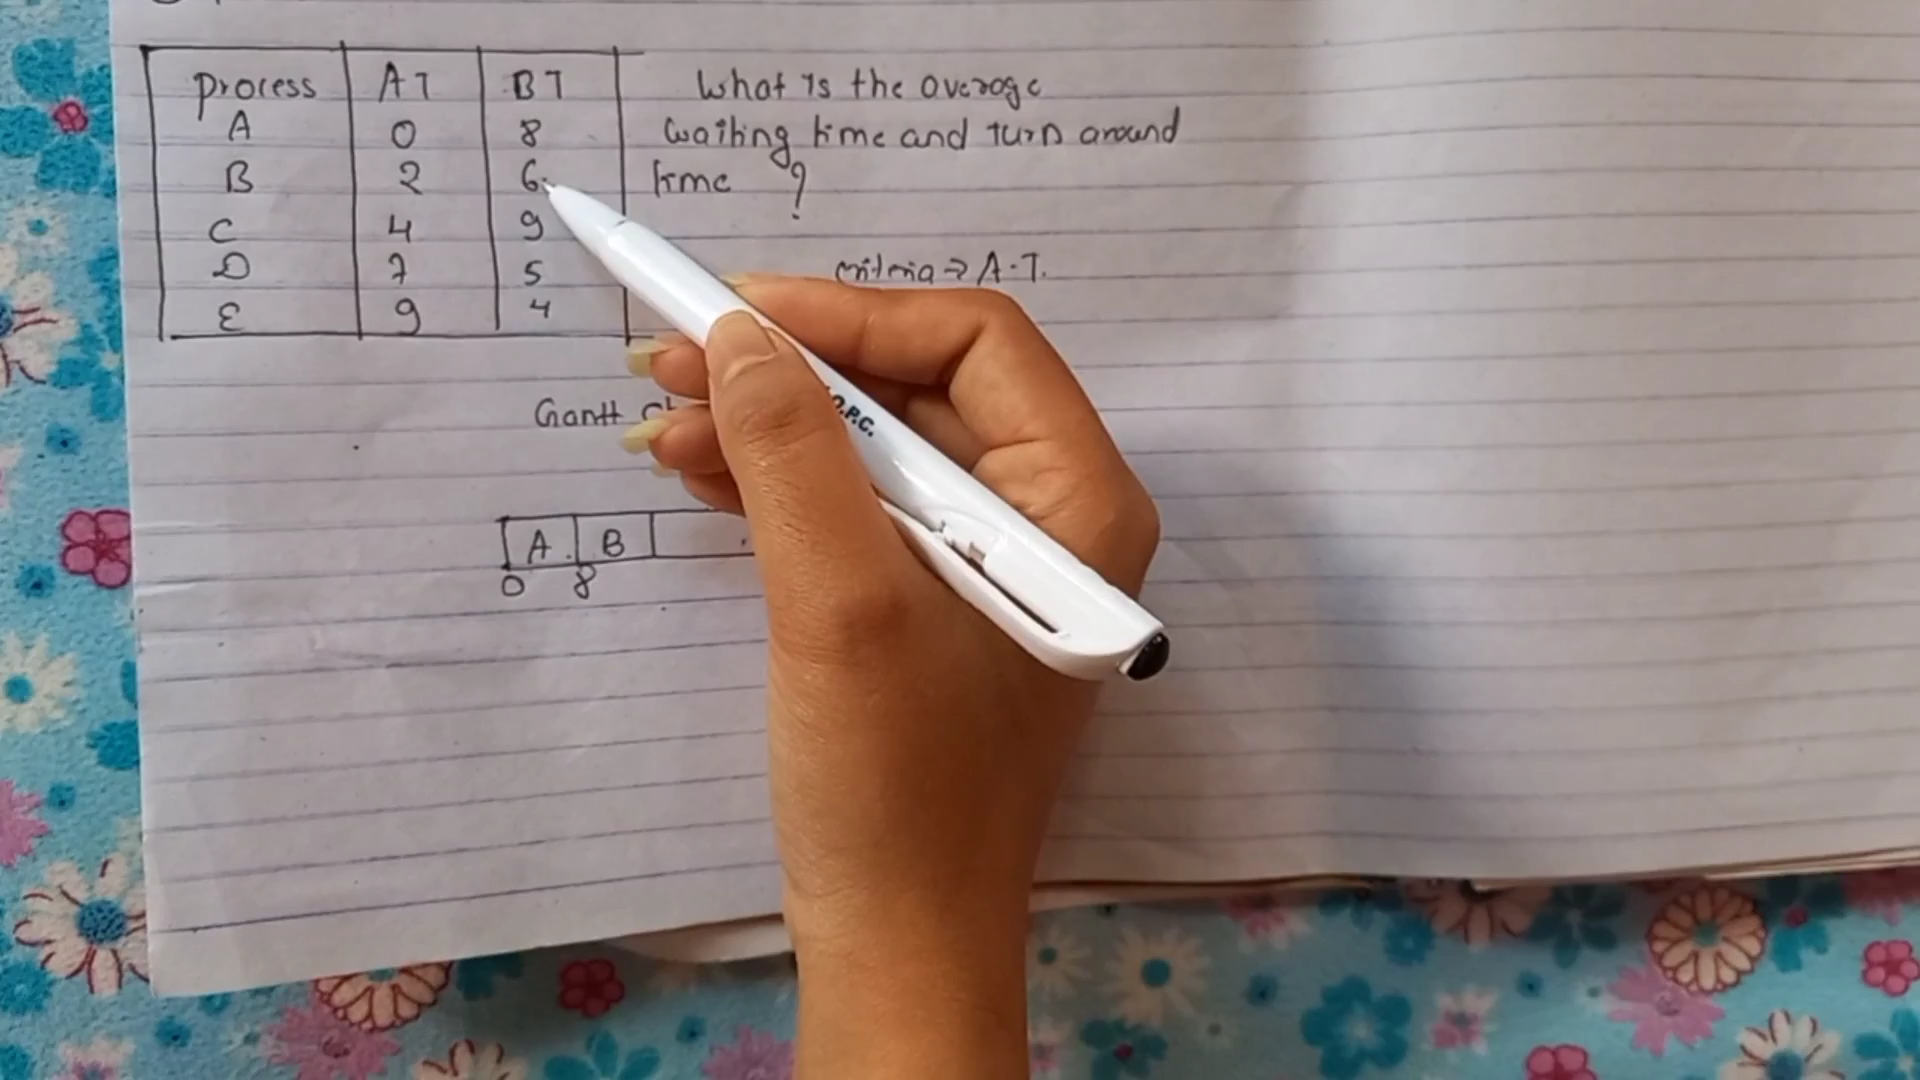 Process AT BT
A 0 8
B 2 6
C 4 9
D 7 5
E 9 4
What is the average
waiting time and turn around
time ?
criteria → A.T.
Gantt
A B
0 8
O.P.C.